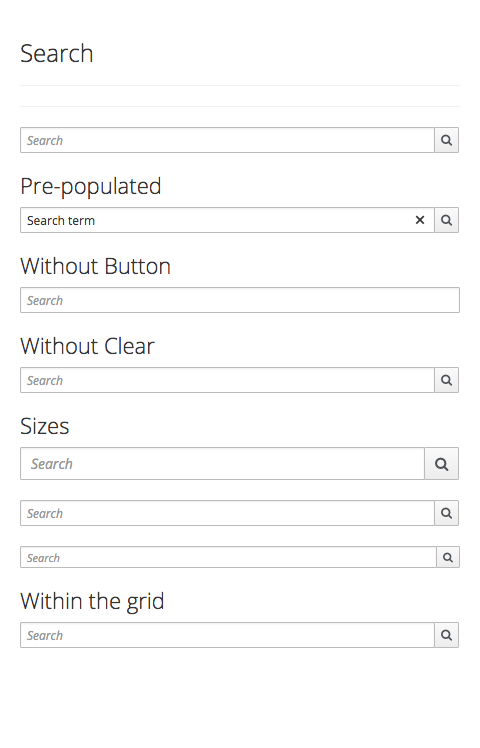 Search
Search
Pre-populated
Search term
Without Button
Search
Without Clear
Search
Sizes
Search
Search
Search
Within the grid
Search